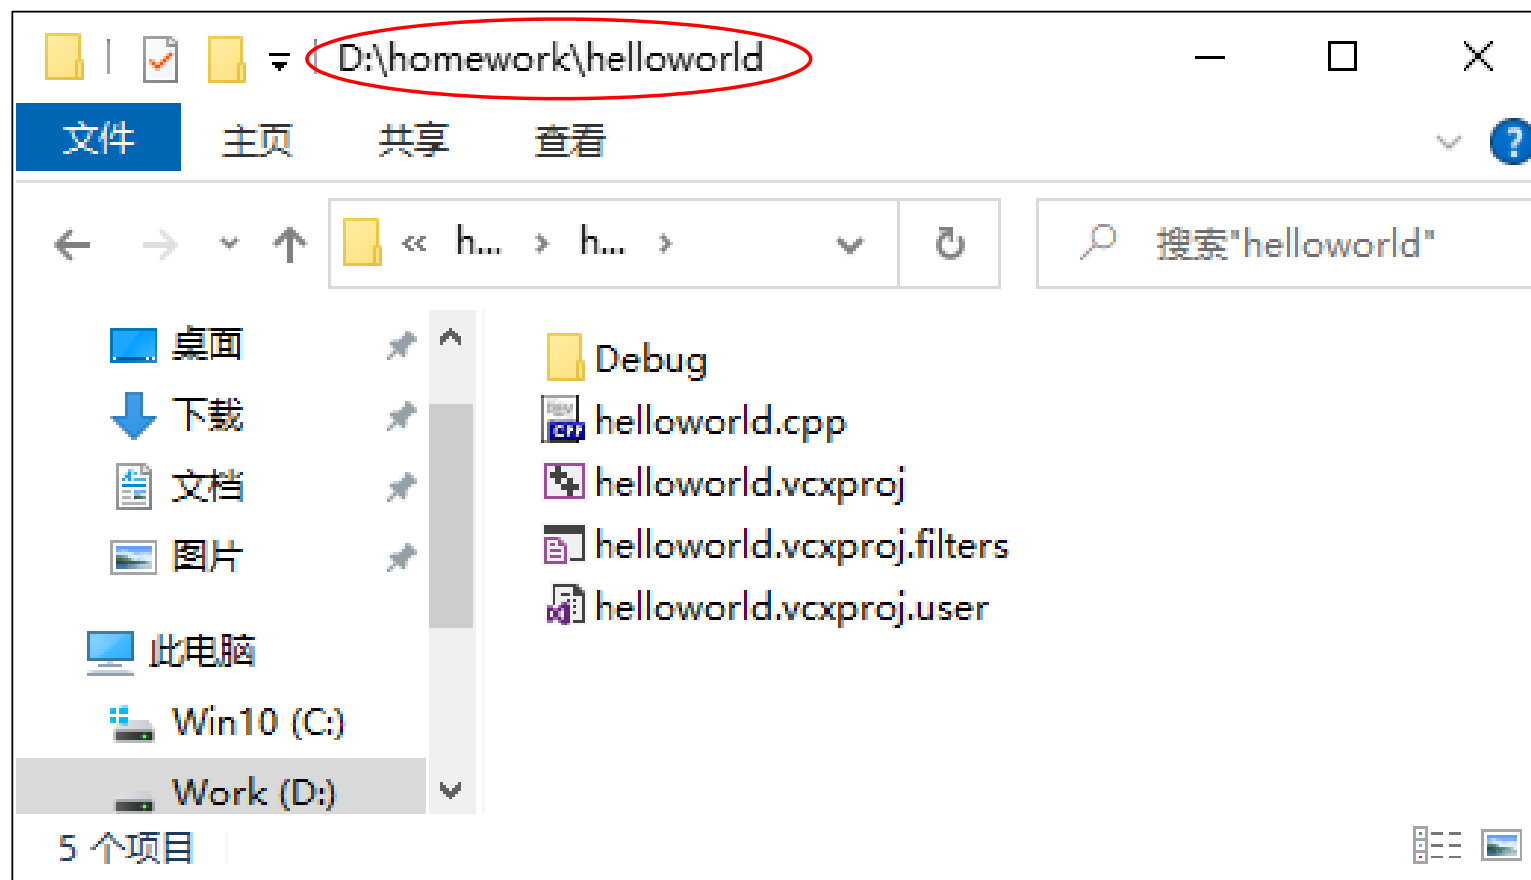 D:\homework\helloworld
文件 主页 共享 查看 ?
« h... › h... › 搜索"helloworld"
桌面
下载
文档
图片
此电脑
Win10 (C:)
Work (D:)
Debug
helloworld.cpp
helloworld.vcxproj
helloworld.vcxproj.filters
helloworld.vcxproj.user
5 个项目